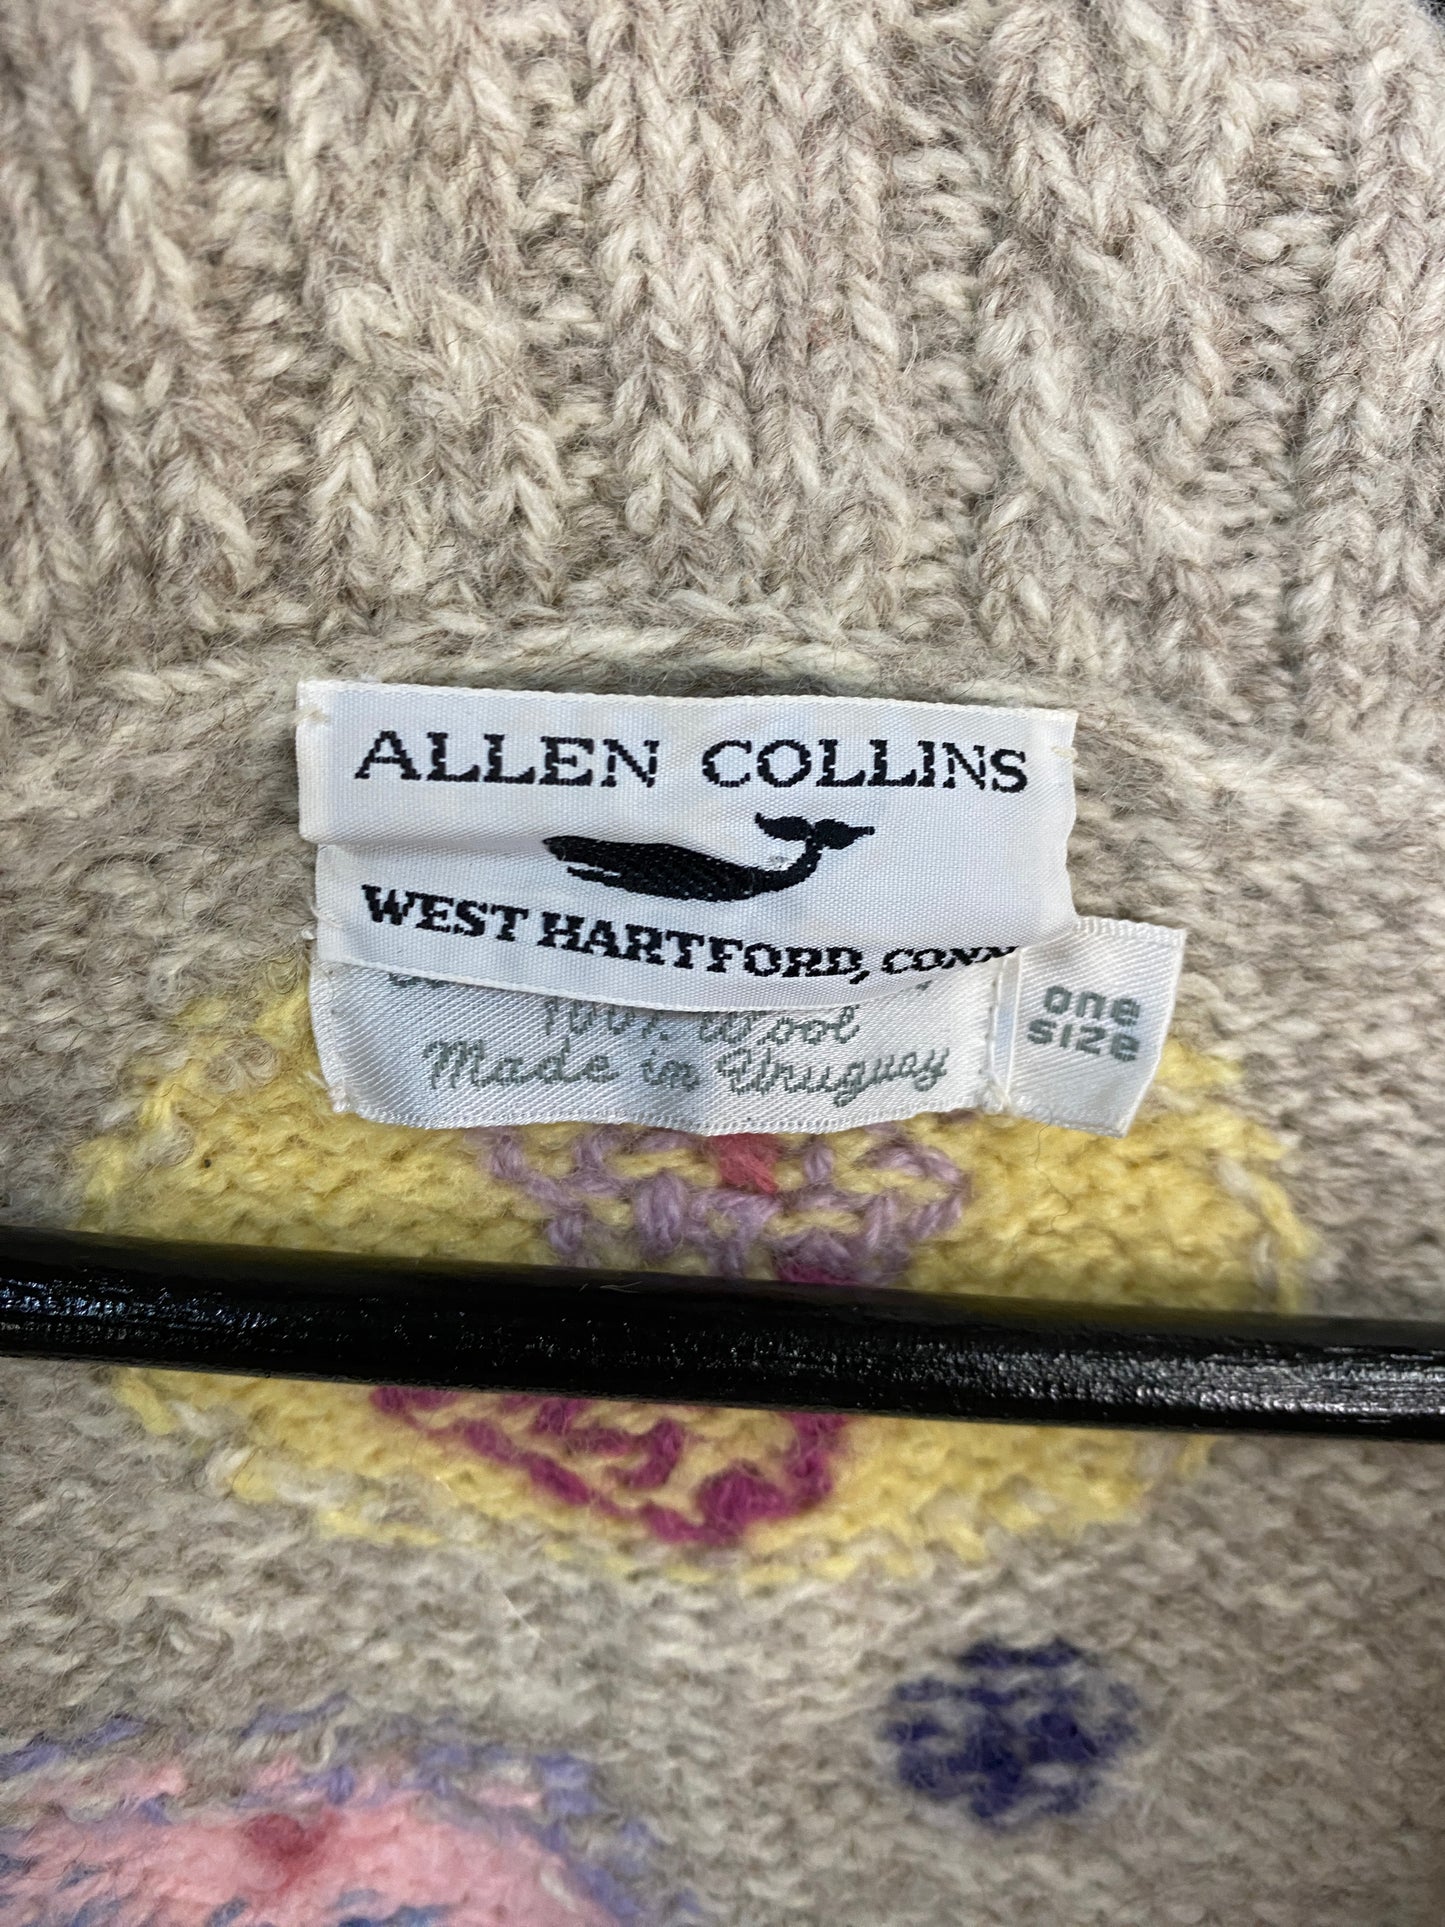 ALLEN COLLINS
WEST HARTFORD, CONN
100% Wool
Made in Uruguay
one
size